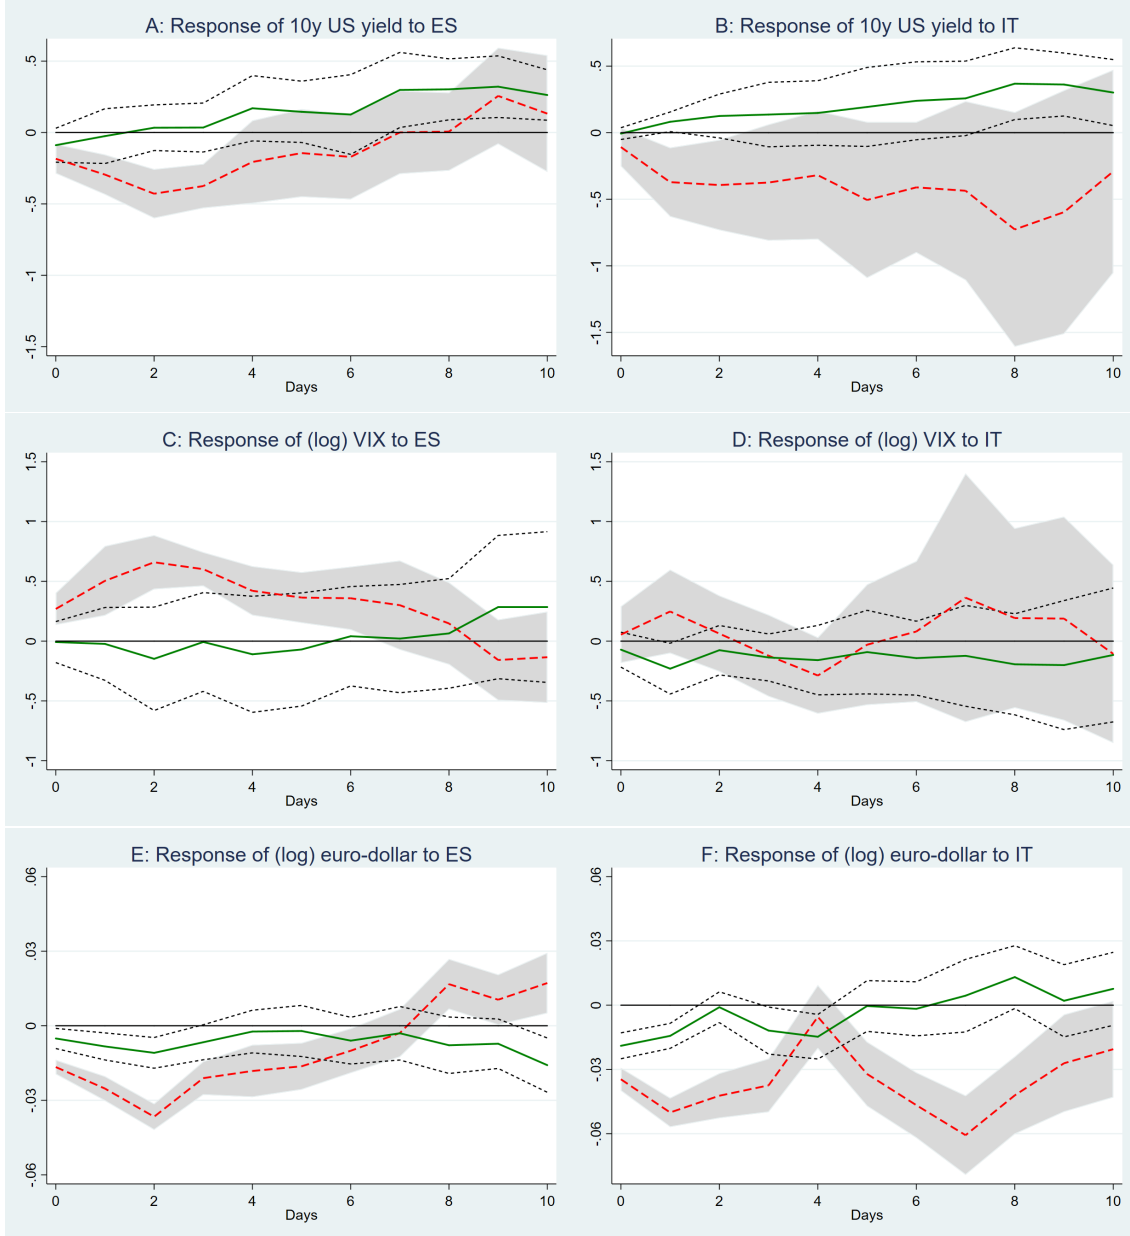 A: Response of 10y US yield to ES
.5
0
-.5
-1
-1.5
0 2 4 6 8 10
Days
B: Response of 10y US yield to IT
.5
0
-.5
-1
-1.5
0 2 4 6 8 10
Days
C: Response of (log) VIX to ES
1.5
1
.5
0
-.5
-1
0 2 4 6 8 10
Days
D: Response of (log) VIX to IT
1.5
1
.5
0
-.5
-1
0 2 4 6 8 10
Days
E: Response of (log) euro-dollar to ES
.06
.03
0
-.03
-.06
0 2 4 6 8 10
Days
F: Response of (log) euro-dollar to IT
.06
.03
0
-.03
-.06
0 2 4 6 8 10
Days